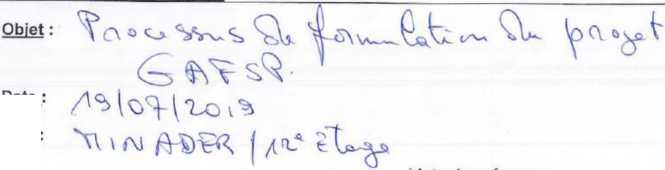 Objet : Processus de formulation du projet
GAFSP.
19/07/2019
MINADER / 12e étage